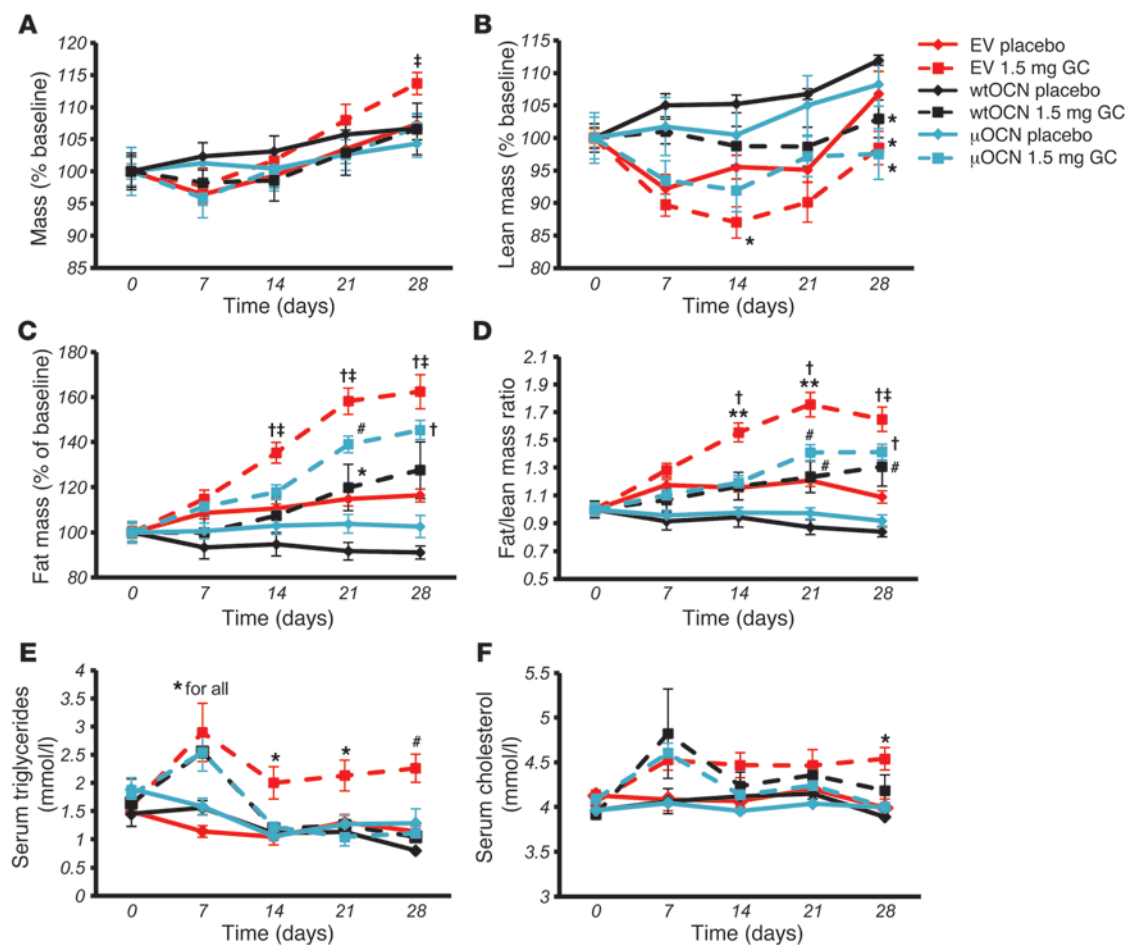 A
Mass (% baseline)
120
115
110
105
100
95
90
85
‡
0 7 14 21 28
Time (days)
B
Lean mass (% baseline)
115
110
105
100
95
90
85
80
*
*
*
*
0 7 14 21 28
Time (days)
EV placebo
EV 1.5 mg GC
wtOCN placebo
wtOCN 1.5 mg GC
µOCN placebo
µOCN 1.5 mg GC
C
Fat mass (% of baseline)
180
160
140
120
100
80
†‡
†‡
†‡
#
†
*
0 7 14 21 28
Time (days)
D
Fat/lean mass ratio
2.1
1.9
1.7
1.5
1.3
1.1
0.9
0.7
0.5
†
**
†
**
†‡
#
†
#
#
0 7 14 21 28
Time (days)
E
Serum triglycerides
(mmol/l)
4
3.5
3
2.5
2
1.5
1
0.5
0
* for all
*
*
#
0 7 14 21 28
Time (days)
F
Serum cholesterol
(mmol/l)
5.5
5
4.5
4
3.5
3
*
0 7 14 21 28
Time (days)